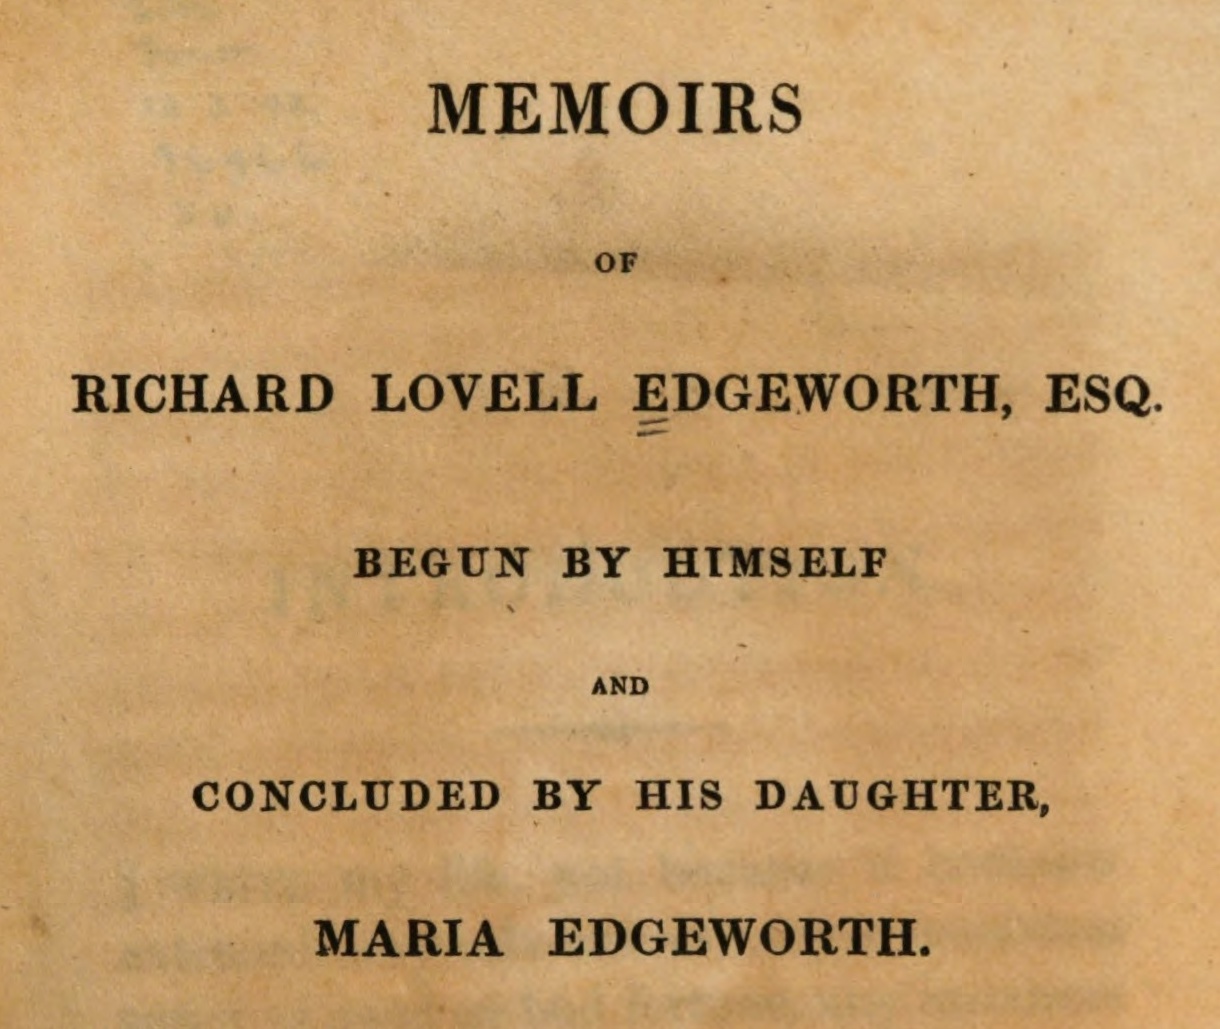 MEMOIRS
OF
RICHARD LOVELL EDGEWORTH, ESQ.
BEGUN BY HIMSELF
AND
CONCLUDED BY HIS DAUGHTER,
MARIA EDGEWORTH.